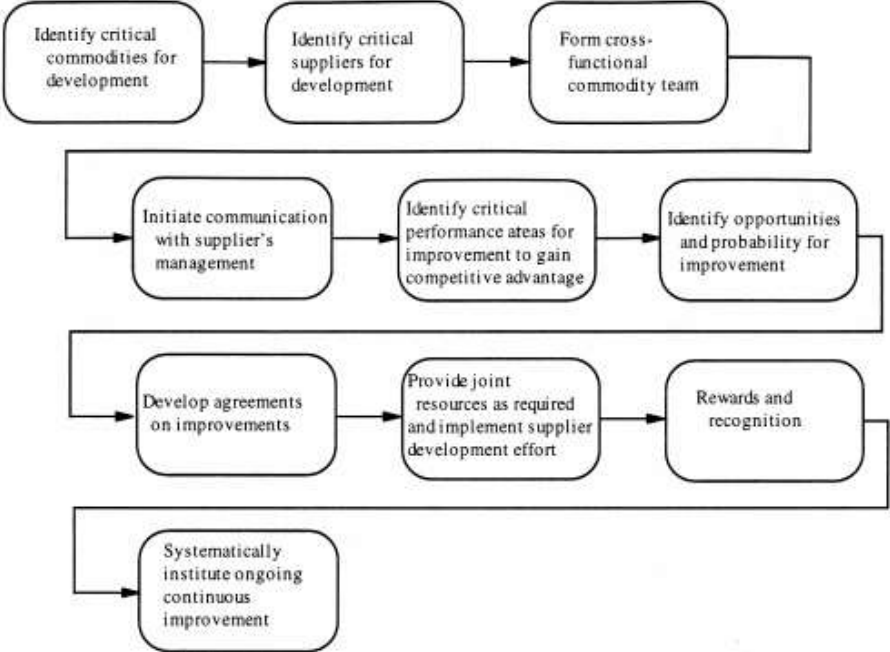 Identify critical
commodities for
development
Identify critical
suppliers for
development
Form cross-
functional
commodity team
Initiate communication
with supplier's
management
Identify critical
performance areas for
improvement to gain
competitive advantage
Identify opportunities
and probability for
improvement
Develop agreements
on improvements
Provide joint
resources as required
and implement supplier
development effort
Rewards and
recognition
Systematically
institute ongoing
continuous
improvement